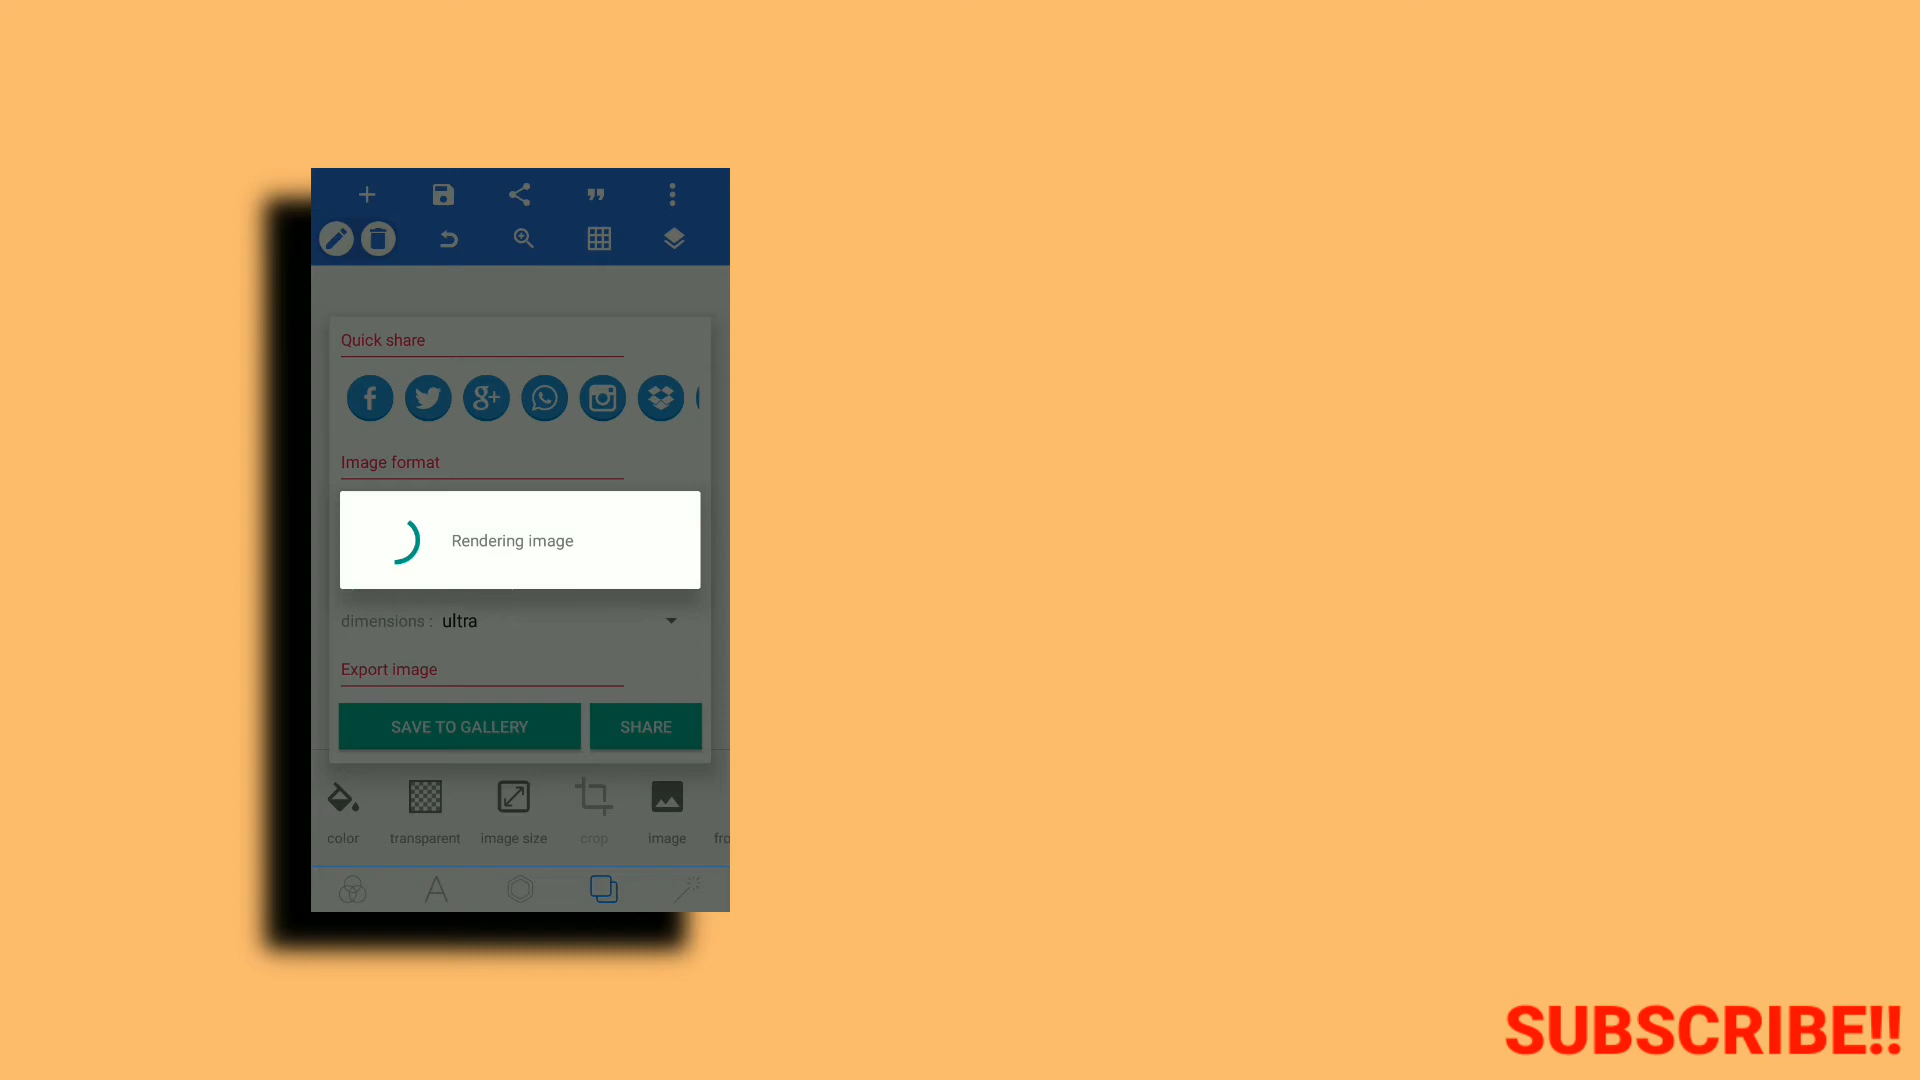 Quick share
Image format
Rendering image
dimensions : ultra
Export image
SAVE TO GALLERY SHARE
color transparent image size crop image fro
SUBSCRIBE!!